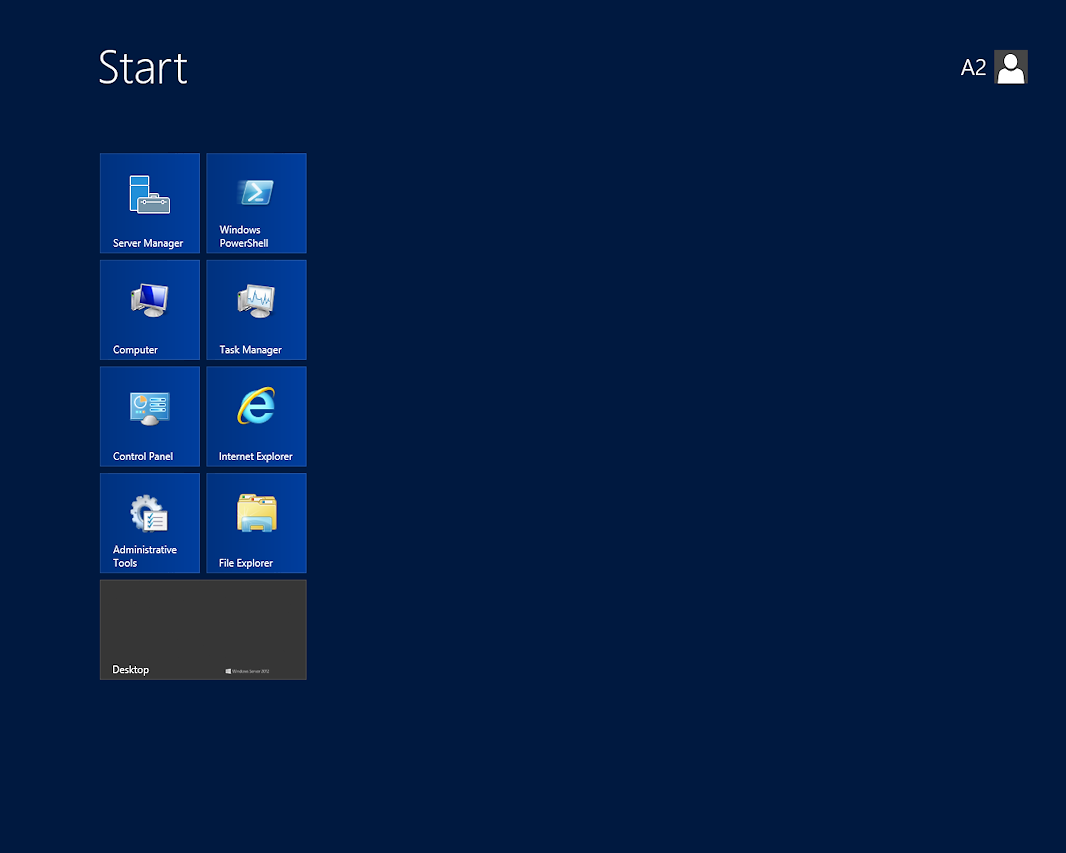 Start
A2
Server Manager
Windows
PowerShell
Computer
Task Manager
Control Panel
Internet Explorer
Administrative
Tools
File Explorer
Desktop
Windows Server 2012